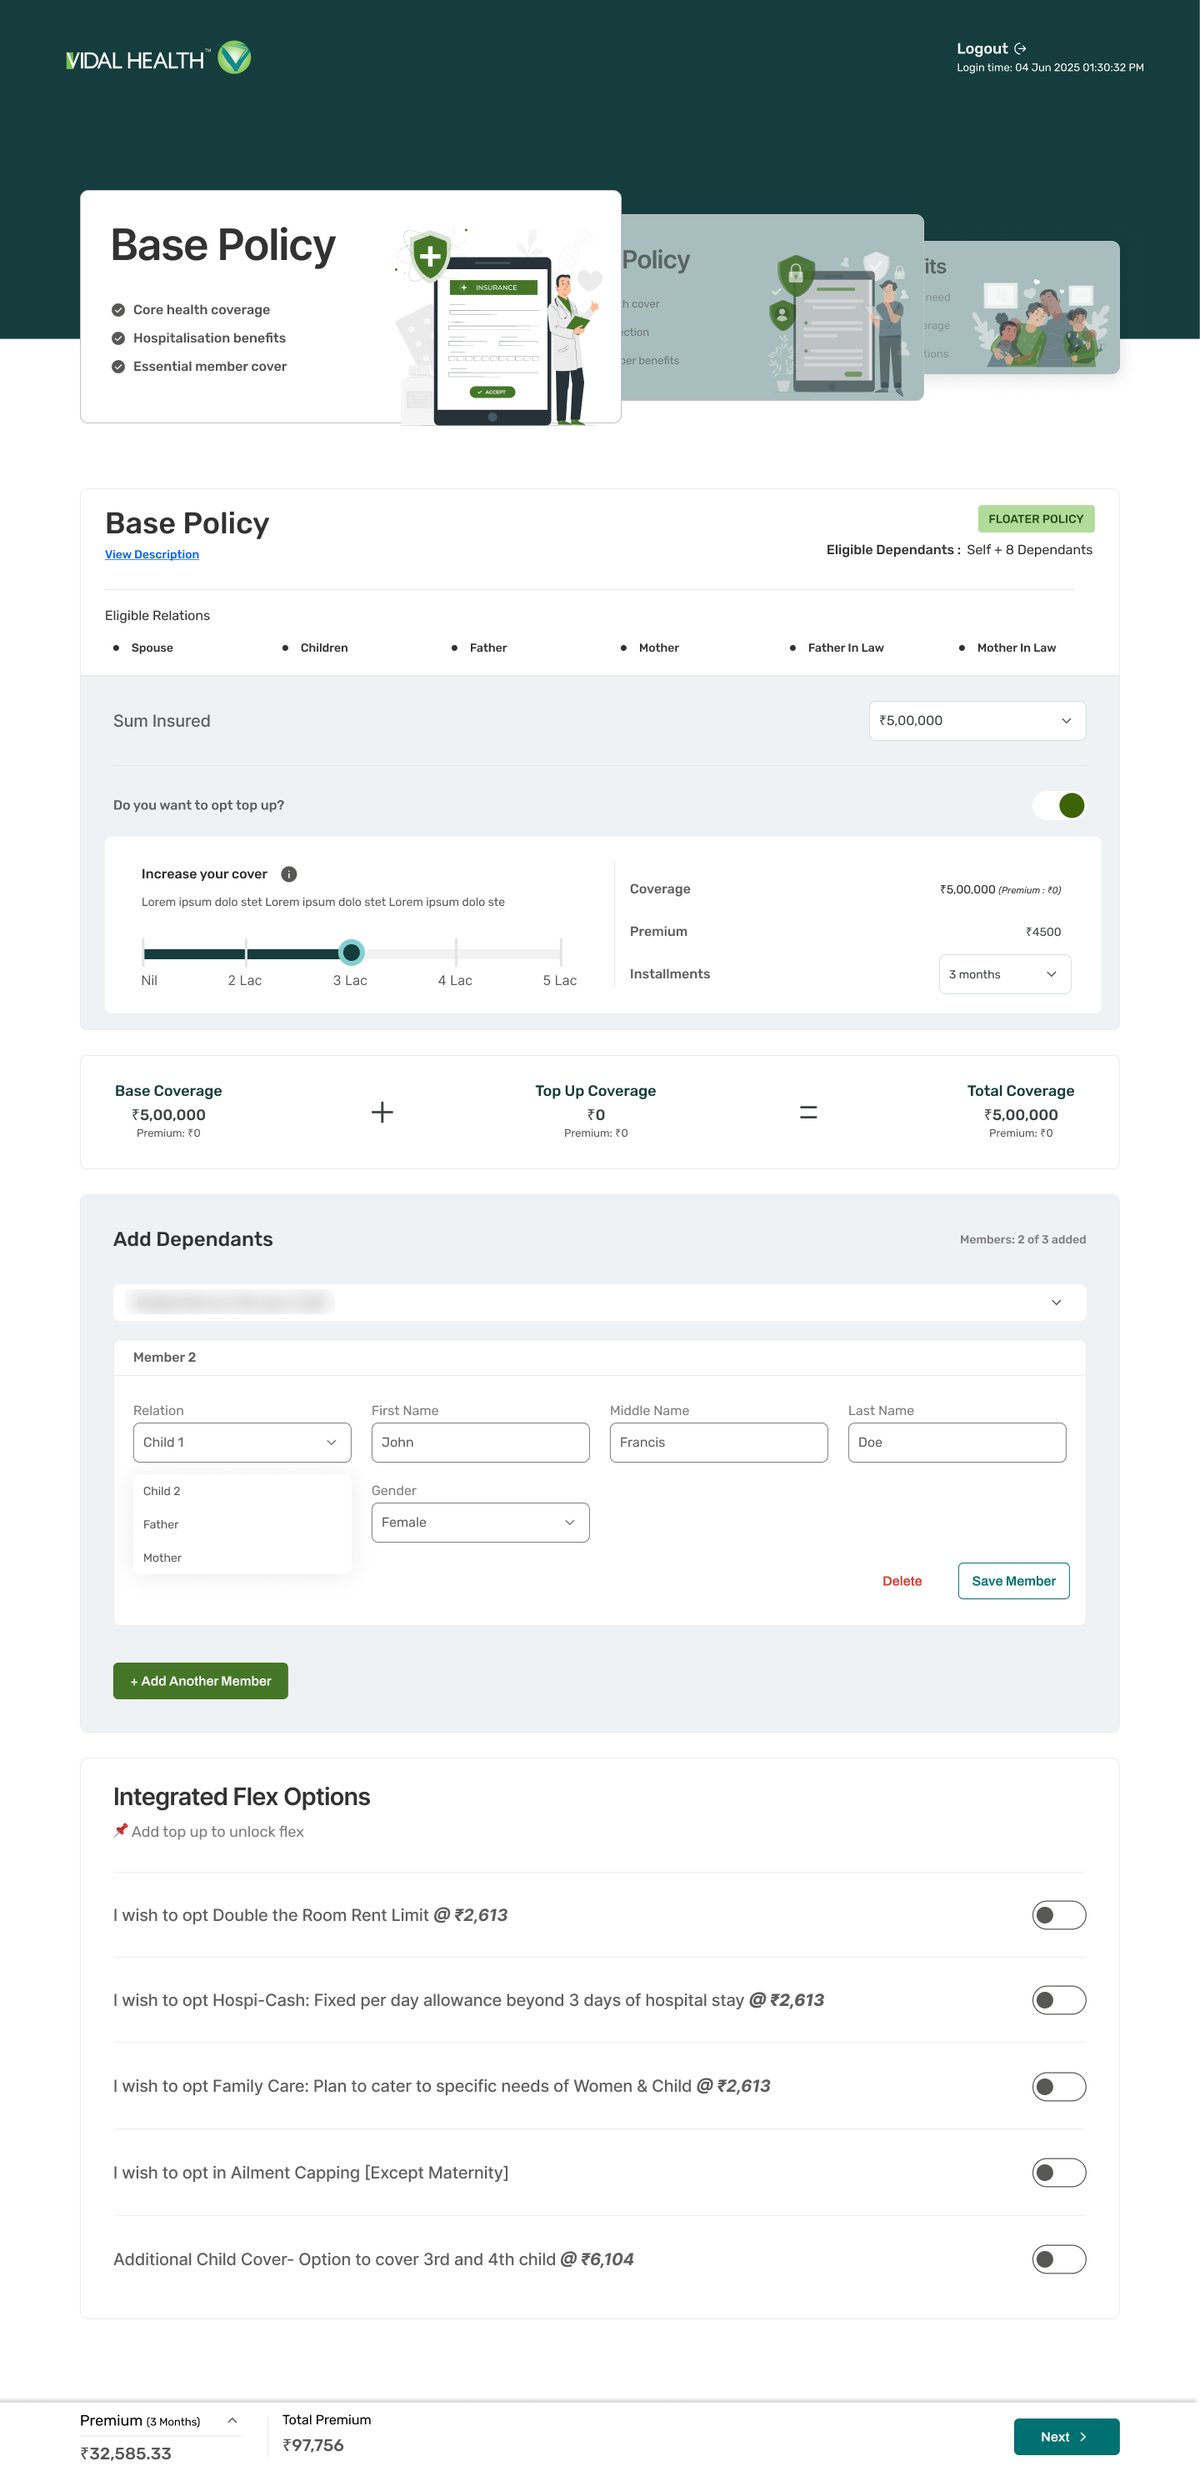 VIDAL HEALTH™
Logout
Login time: 04 Jun 2025 01:30:32 PM
Base Policy
Core health coverage
Hospitalisation benefits
Essential member cover
INSURANCE
ACCEPT
Policy
h cover
ection
ber benefits
its
need
erage
tions
Base Policy
FLOATER POLICY
View Description
Eligible Dependants : Self + 8 Dependants
Eligible Relations
Spouse
Children
Father
Mother
Father In Law
Mother In Law
Sum Insured
₹5,00,000
Do you want to opt top up?
Increase your cover
Lorem ipsum dolo stet Lorem ipsum dolo stet Lorem ipsum dolo ste
Nil
2 Lac
3 Lac
4 Lac
5 Lac
Coverage
₹5,00,000 (Premium : ₹0)
Premium
₹4500
Installments
3 months
Base Coverage
₹5,00,000
Premium: ₹0
+
Top Up Coverage
₹0
Premium: ₹0
=
Total Coverage
₹5,00,000
Premium: ₹0
Add Dependants
Members: 2 of 3 added
Member 2
Relation
First Name
Middle Name
Last Name
Child 1
John
Francis
Doe
Child 2
Father
Mother
Gender
Female
Delete
Save Member
+ Add Another Member
Integrated Flex Options
Add top up to unlock flex
I wish to opt Double the Room Rent Limit @ ₹2,613
I wish to opt Hospi-Cash: Fixed per day allowance beyond 3 days of hospital stay @ ₹2,613
I wish to opt Family Care: Plan to cater to specific needs of Women & Child @ ₹2,613
I wish to opt in Ailment Capping [Except Maternity]
Additional Child Cover- Option to cover 3rd and 4th child @ ₹6,104
Premium (3 Months)
₹32,585.33
Total Premium
₹97,756
Next